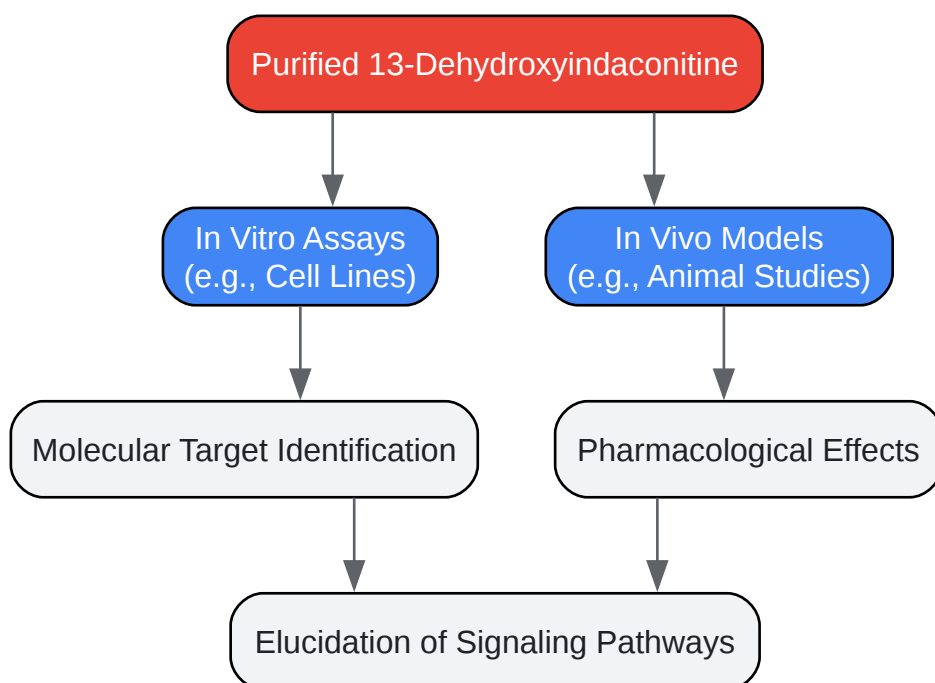 Purified 13-Dehydroxyindaconitine
In Vitro Assays
(e.g., Cell Lines)
In Vivo Models
(e.g., Animal Studies)
Molecular Target Identification
Pharmacological Effects
Elucidation of Signaling Pathways